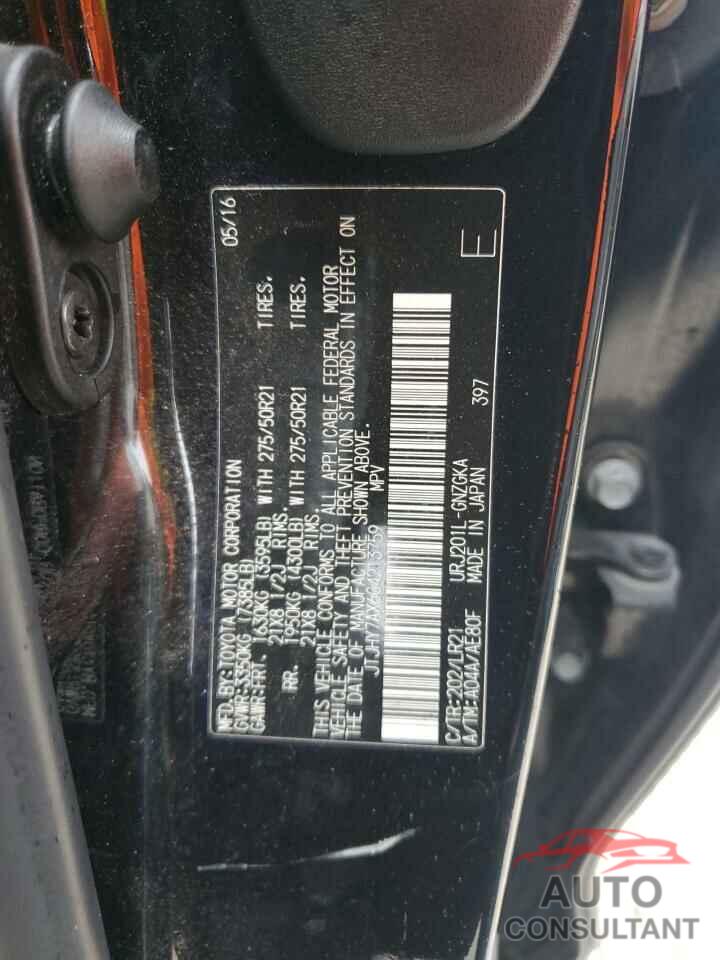 MFD. BY: TOYOTA MOTOR CORPORATION 05/16
GVWR: 3350KG (7385LB)
GAWR: FRT. 1630KG (3595LB) WITH 275/50R21 TIRES.
21X8 1/2J RIMS.
RR. 1950KG (4300LB) WITH 275/50R21 TIRES.
21X8 1/2J RIMS.
THIS VEHICLE CONFORMS TO ALL APPLICABLE FEDERAL MOTOR
VEHICLE SAFETY AND THEFT PREVENTION STANDARDS IN EFFECT ON
THE DATE OF MANUFACTURE SHOWN ABOVE.
JTJHY7AX6G4213759 MPV
C/TR: 202/LR21 URJ201L-GNZGKA E
A/TM: A04A/AE80F MADE IN JAPAN 397
AUTO
CONSULTANT